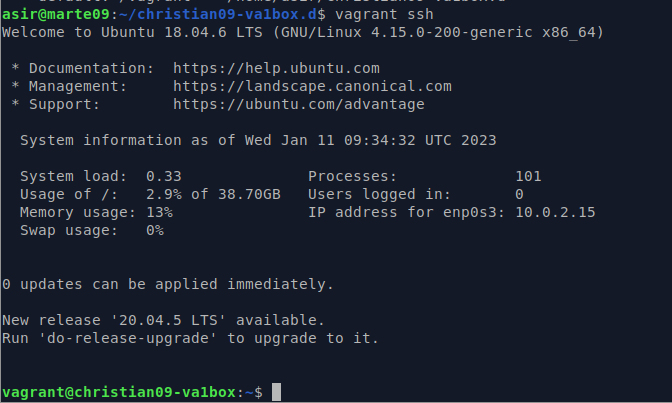 asir@marte09:~/christian09-va1box.d$ vagrant ssh
Welcome to Ubuntu 18.04.6 LTS (GNU/Linux 4.15.0-200-generic x86_64)
 * Documentation:  https://help.ubuntu.com
 * Management:     https://landscape.canonical.com
 * Support:        https://ubuntu.com/advantage
  System information as of Wed Jan 11 09:34:32 UTC 2023
  System load:  0.33              Processes:             101
  Usage of /:   2.9% of 38.70GB   Users logged in:       0
  Memory usage: 13%               IP address for enp0s3: 10.0.2.15
  Swap usage:   0%
0 updates can be applied immediately.
New release '20.04.5 LTS' available.
Run 'do-release-upgrade' to upgrade to it.
vagrant@christian09-va1box:~$